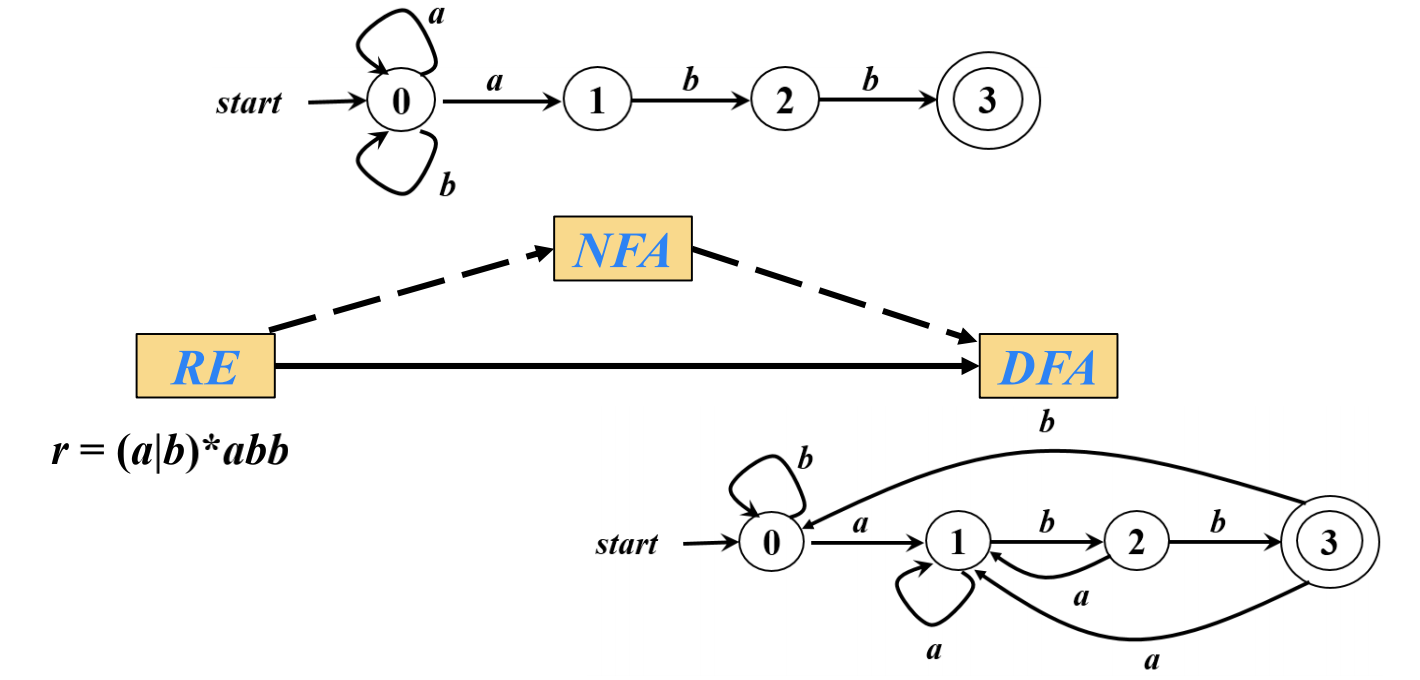 a
start 0 a 1 b 2 b 3
b
NFA
RE DFA
r = (a|b)*abb
b
b
start 0 a 1 b 2 b 3
a
a a